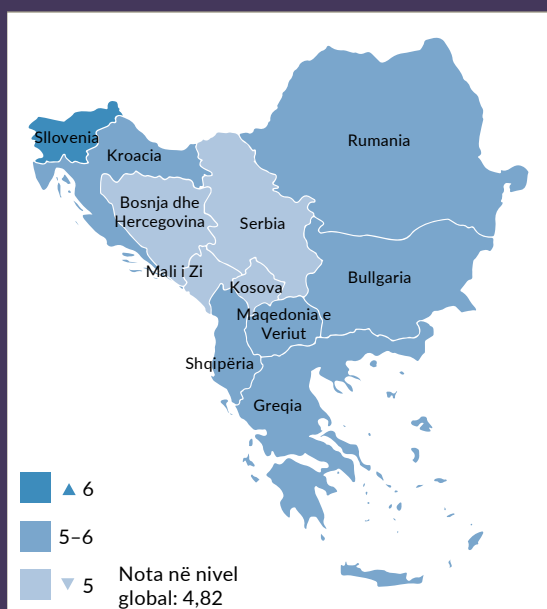 Sllovenia
Kroacia
Rumania
Bosnja dhe
Hercegovina
Serbia
Mali i Zi
Kosova
Bullgaria
Maqedonia e
Veriut
Shqipëria
Greqia
▲ 6
5–6
▼ 5
Nota në nivel
global: 4,82